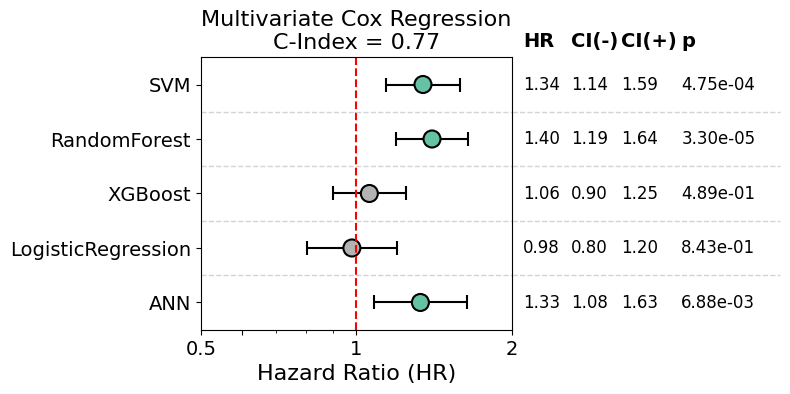 Multivariate Cox Regression
C-Index = 0.77
HR CI(-) CI(+) p
SVM 1.34 1.14 1.59 4.75e-04
RandomForest 1.40 1.19 1.64 3.30e-05
XGBoost 1.06 0.90 1.25 4.89e-01
LogisticRegression 0.98 0.80 1.20 8.43e-01
ANN 1.33 1.08 1.63 6.88e-03
0.5 1 2
Hazard Ratio (HR)